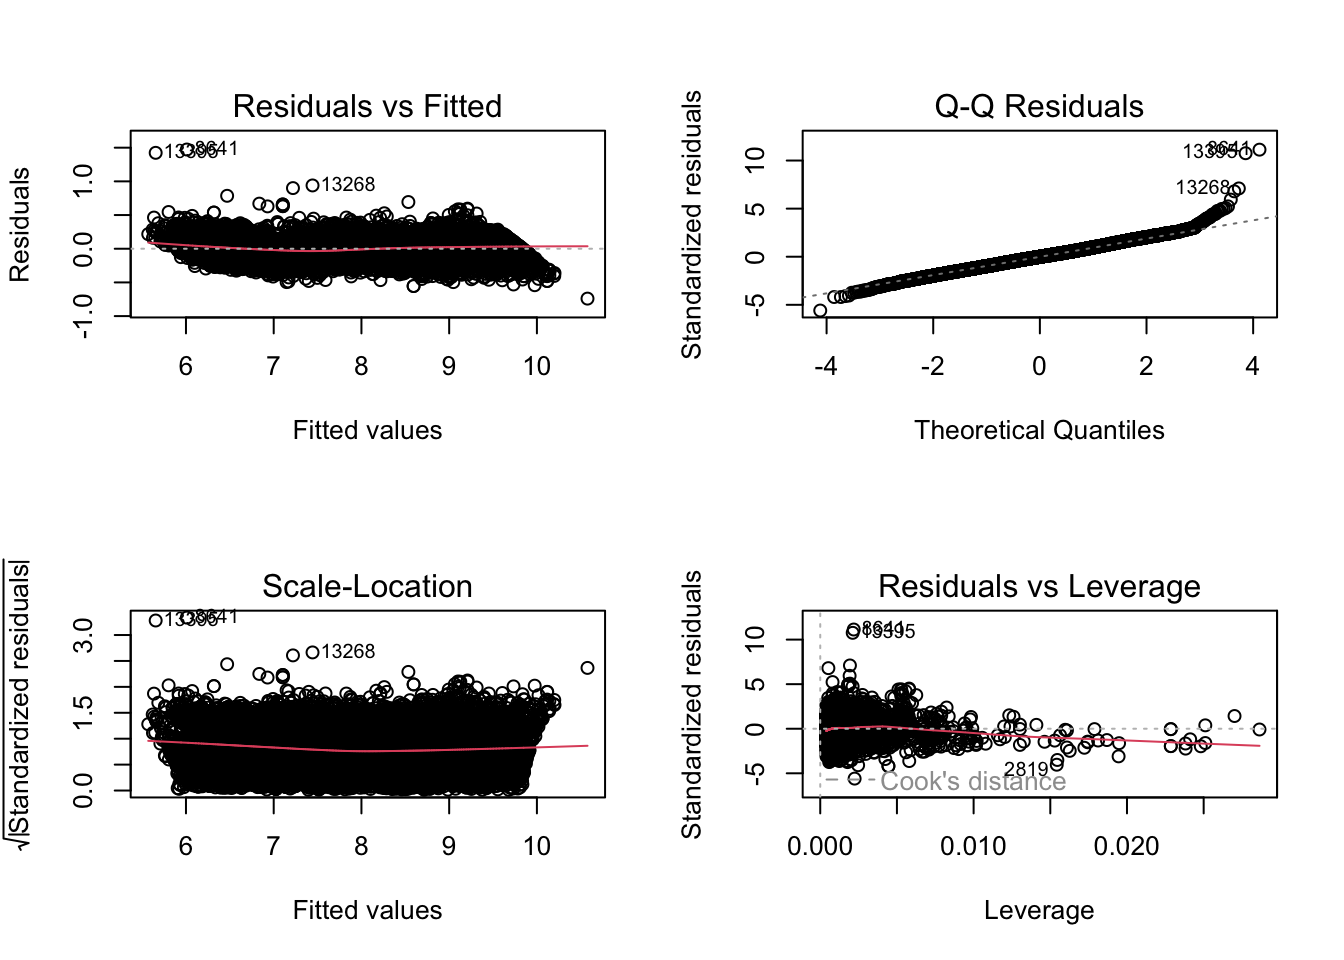 Residuals vs Fitted
Residuals
1.0
0.0
-1.0
13395
8641
13268
6 7 8 9 10
Fitted values
Q-Q Residuals
Standardized residuals
10
5
0
-5
8641
13395
13268
-4 -2 0 2 4
Theoretical Quantiles
Scale-Location
√|Standardized residuals|
3.0
1.5
0.0
13395
8641
13268
6 7 8 9 10
Fitted values
Residuals vs Leverage
Standardized residuals
10
5
0
-5
8641
13395
2819
Cook's distance
0.000 0.010 0.020
Leverage